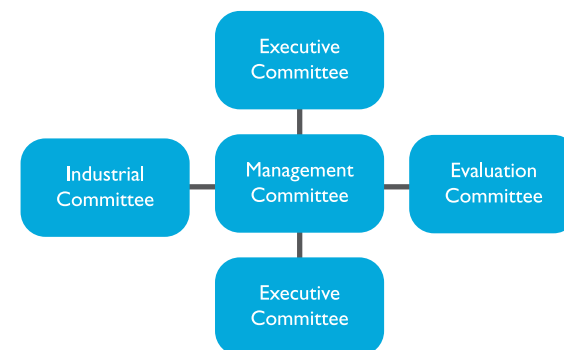 Executive
Committee
Industrial
Committee
Management
Committee
Evaluation
Committee
Executive
Committee